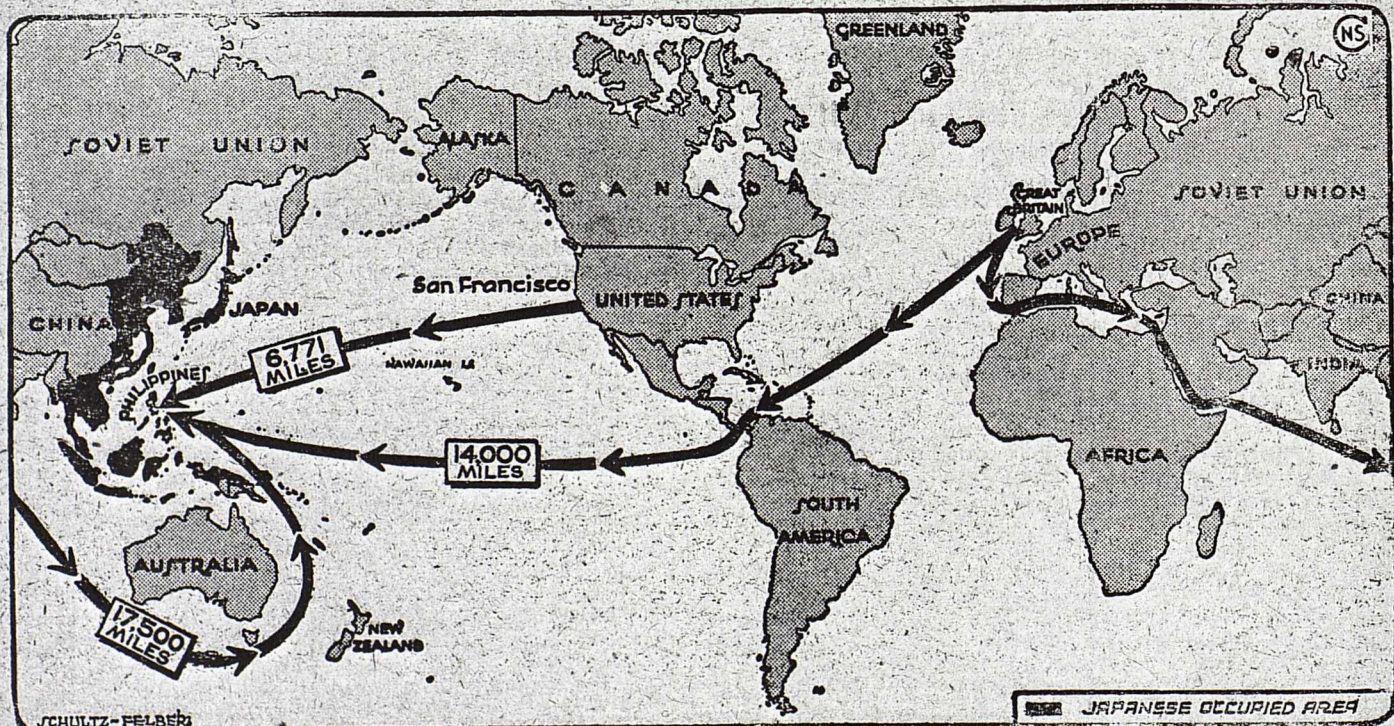 GREENLAND
NS
SOVIET UNION
ALASKA
CANADA
GREAT
BRITAIN
SOVIET UNION
EUROPE
San Francisco
UNITED STATES
CHINA
JAPAN
CHINA
6,771
MILES
HAWAIIAN IS
PHILIPPINES
INDIA
14,000
MILES
AFRICA
SOUTH
AMERICA
AUSTRALIA
17,500
MILES
NEW
ZEALAND
SCHULTZ-FELBERI
JAPANSSE OCCUPIED AREA